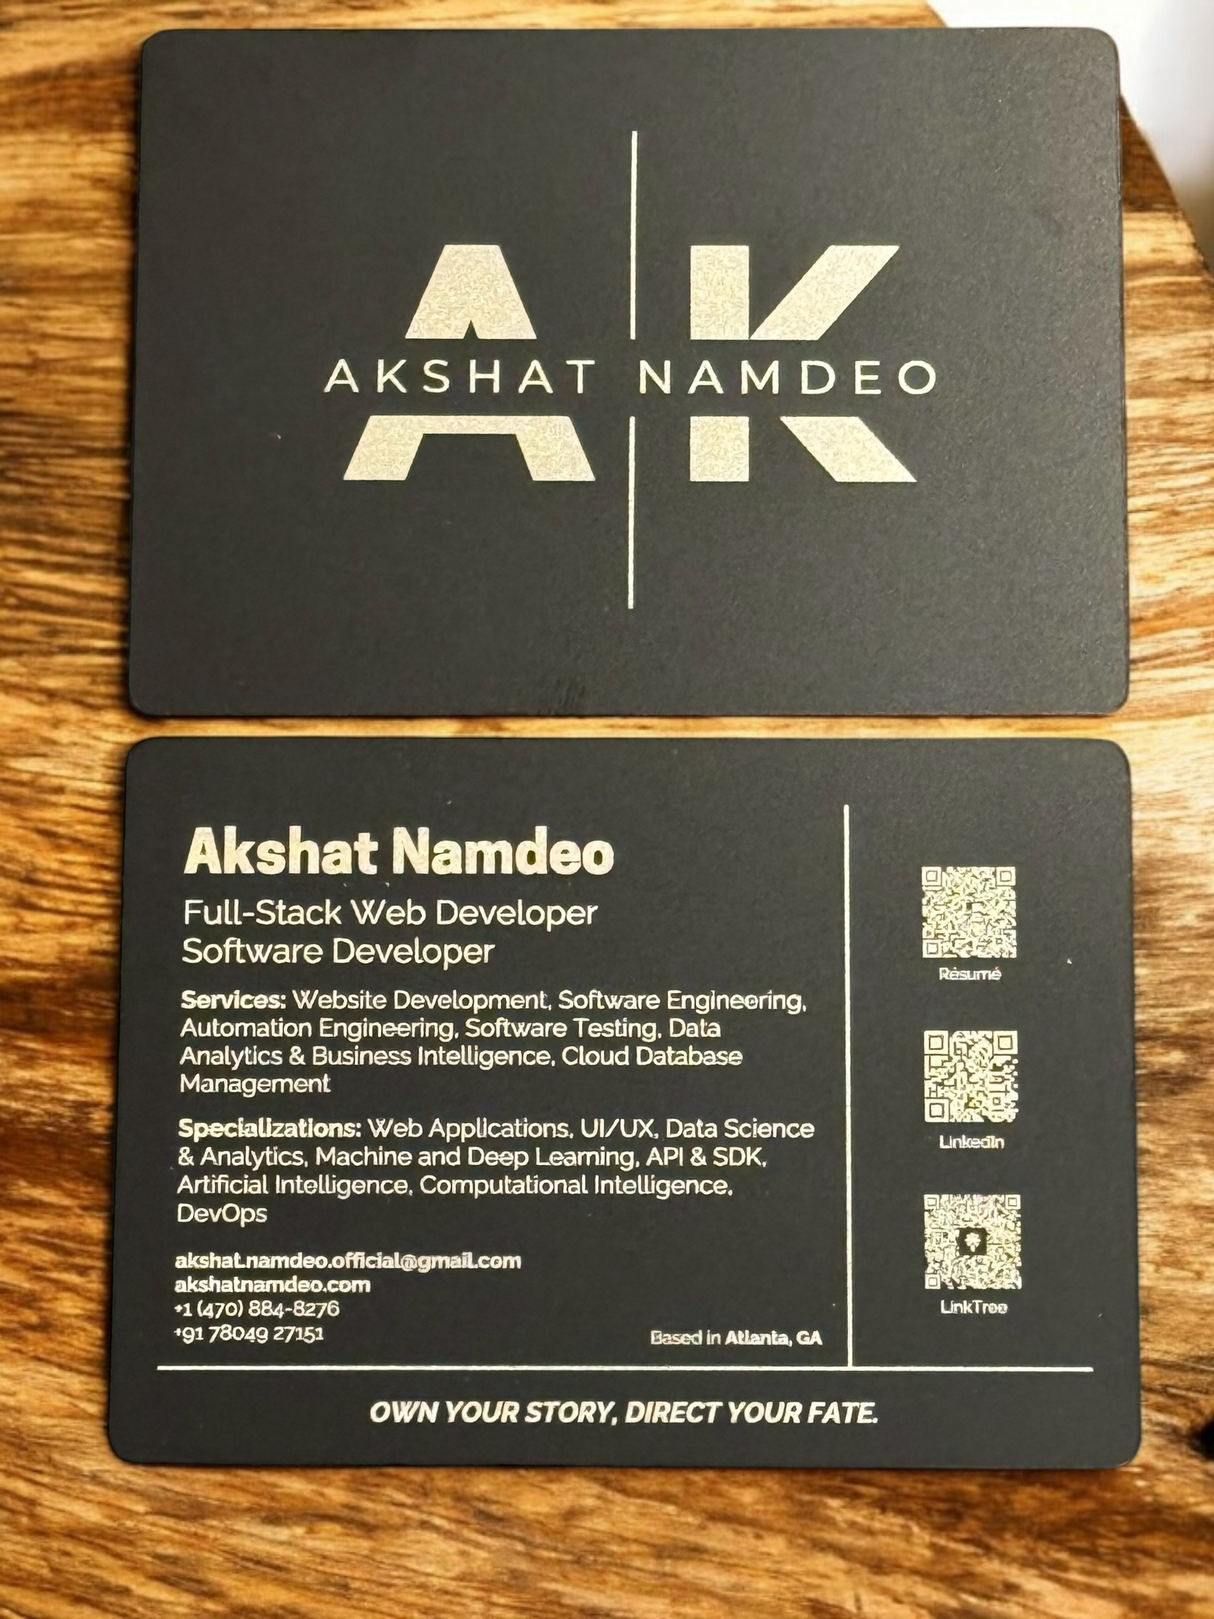 AK
AKSHAT NAMDEO
Akshat Namdeo
Full-Stack Web Developer
Software Developer
Services: Website Development, Software Engineering,
Automation Engineering, Software Testing, Data
Analytics & Business Intelligence, Cloud Database
Management
Specializations: Web Applications, UI/UX, Data Science
& Analytics, Machine and Deep Learning, API & SDK,
Artificial Intelligence, Computational Intelligence,
DevOps
akshat.namdeo.official@gmail.com
akshatnamdeo.com
+1 (470) 884-8276
+91 78049 27151
Based in Atlanta, GA
Résumé
LinkedIn
LinkTree
OWN YOUR STORY, DIRECT YOUR FATE.